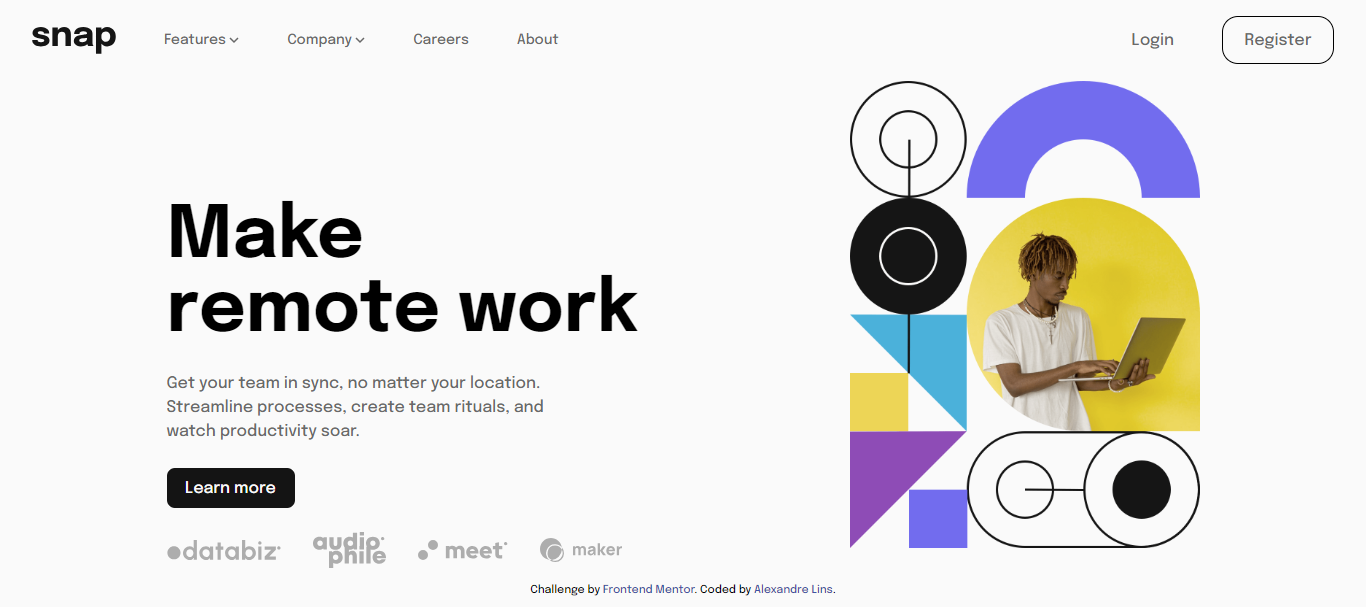 snap
Features
Company
Careers
About
Login
Register
Make
remote work
Get your team in sync, no matter your location.
Streamline processes, create team rituals, and
watch productivity soar.
Learn more
databiz
audio
phile
meet
maker
Challenge by Frontend Mentor. Coded by Alexandre Lins.